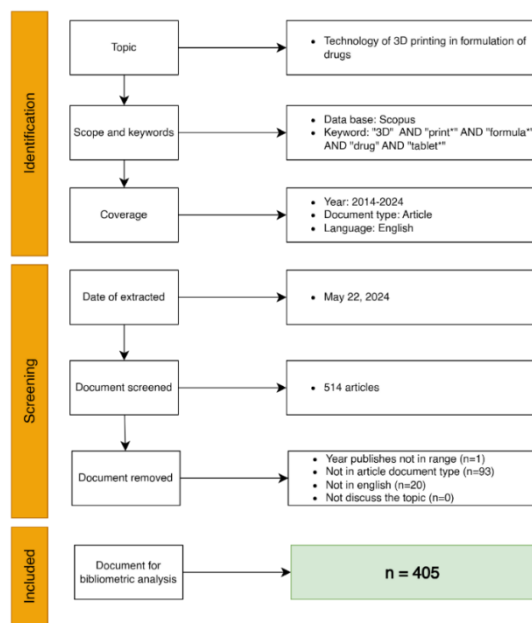 Identification
Topic
• Technology of 3D printing in formulation of
drugs
Scope and keywords
• Data base: Scopus
• Keyword: "3D" AND "print*" AND "formula*"
AND "drug" AND "tablet*"
Coverage
• Year: 2014-2024
• Document type: Article
• Language: English
Screening
Date of extracted
• May 22, 2024
Document screened
• 514 articles
Document removed
• Year publishes not in range (n=1)
• Not in article document type (n=93)
• Not in english (n=20)
• Not discuss the topic (n=0)
Included
Document for
bibliometric analysis
n = 405